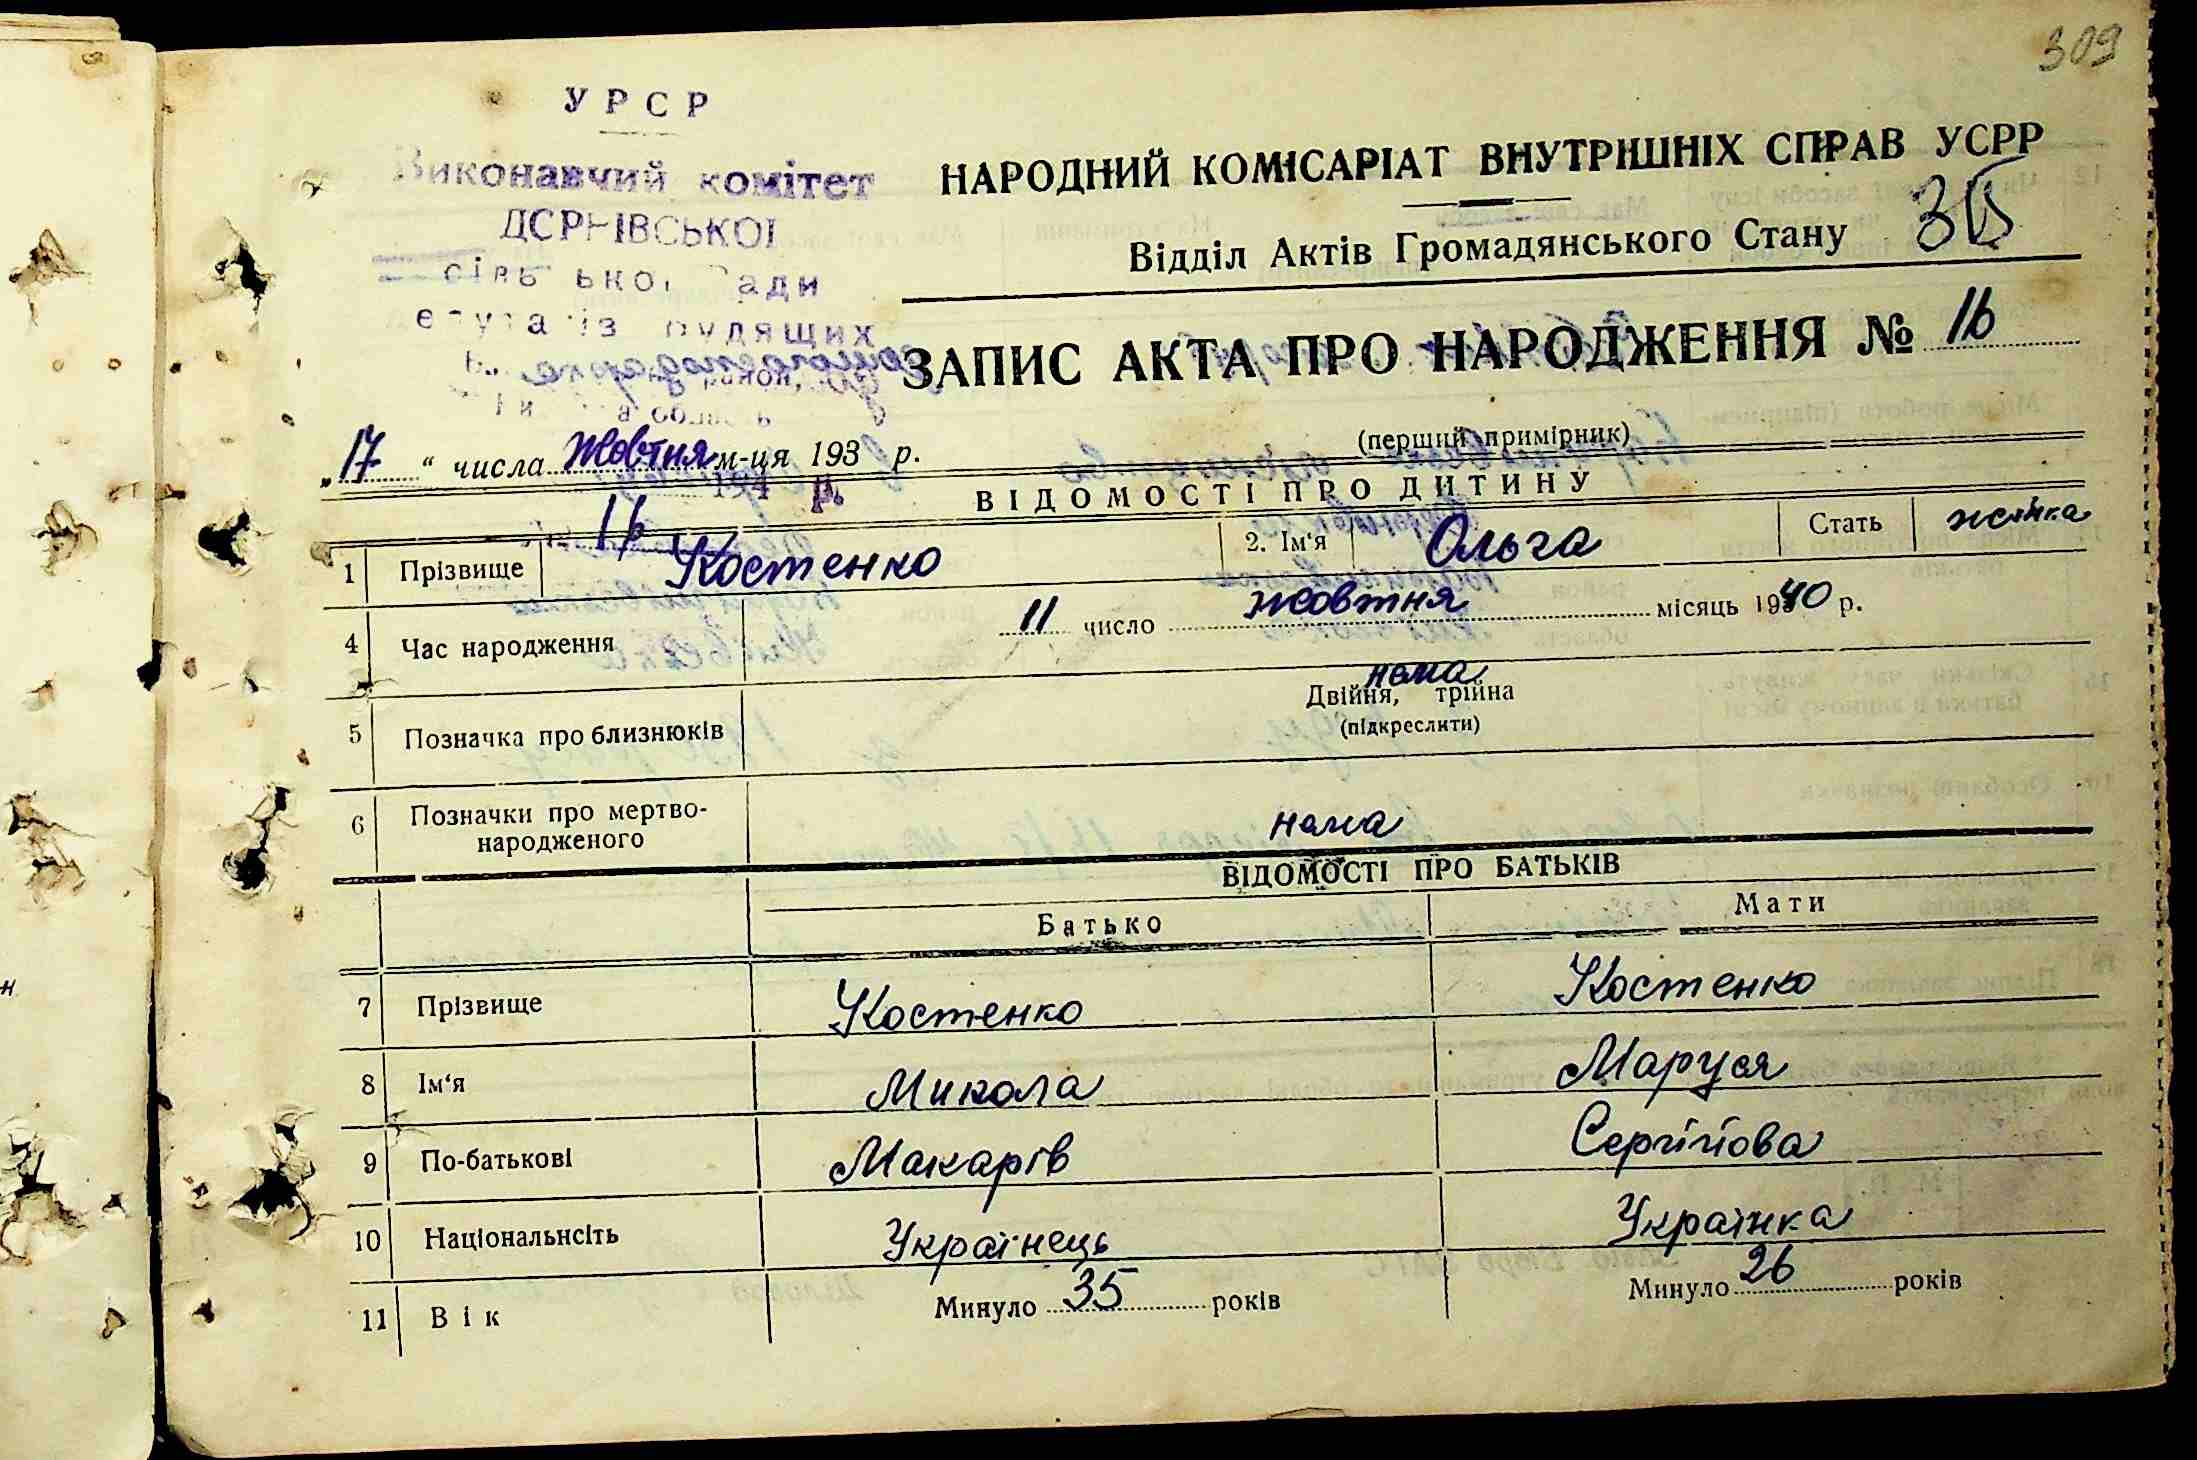 309
УРСР
Виконавчий комітет
НАРОДНИЙ КОМІСАРІАТ ВНУТРІШНІХ СПРАВ УСРР
Відділ Актів Громадянського Стану
ЗАПИС АКТА ПРО НАРОДЖЕННЯ № 16
(перший примірник)
„17 “ числа Жовтня м-ця 193 р.
194 р.
16
ВІДОМОСТІ ПРО ДИТИНУ
1 Прізвище Костенко 2. Ім'я Ольга Стать жінка
4 Час народження 11 число жовтня місяць 1940 р.
нема
5 Позначка про близнюків Двійня, трійна
(підкреслити)
6 Позначки про мертво-
народженого нема
ВІДОМОСТІ ПРО БАТЬКІВ
Батько Мати
7 Прізвище Костенко Костенко
8 Ім'я Микола Маруся
9 По-батькові Макарів Сергійова
10 Національнсіть Українець Українка
11 Вік Минуло 35 років Минуло 26 років